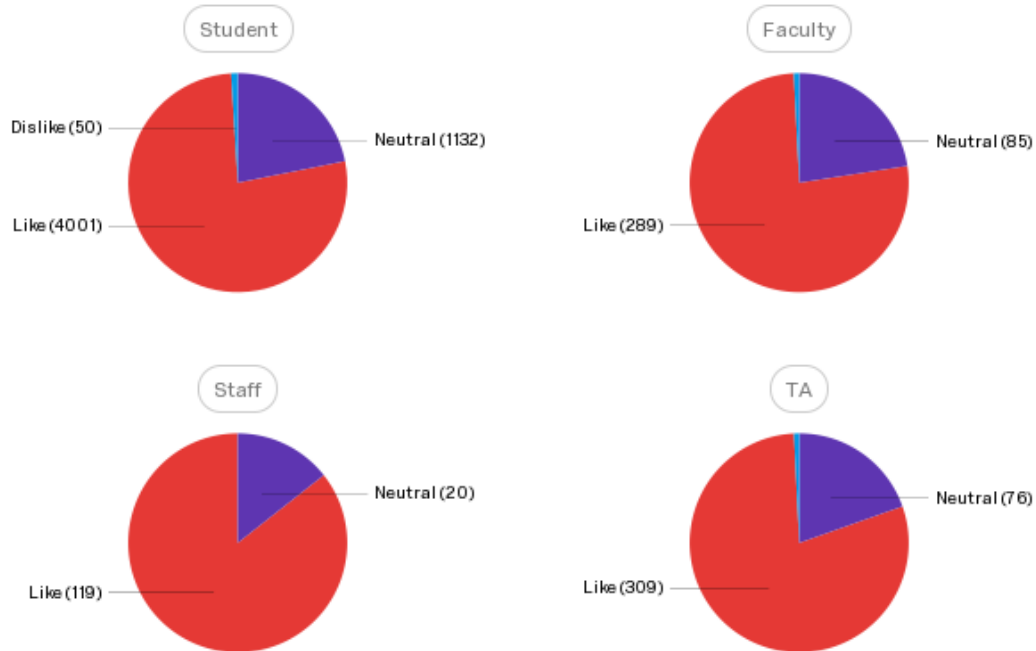 Student
Faculty
Dislike (50)
Neutral (1132)
Neutral (85)
Like (4001)
Like (289)
Staff
TA
Neutral (20)
Neutral (76)
Like (119)
Like (309)